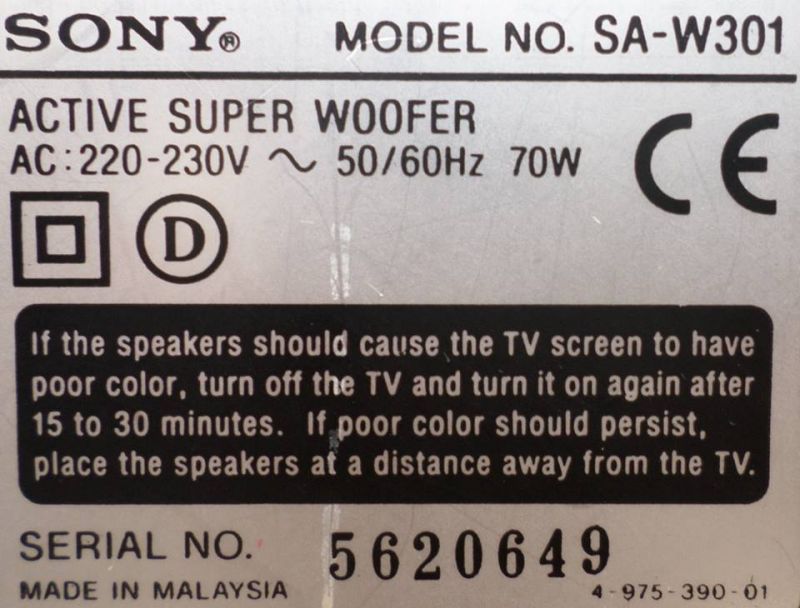 SONY® MODEL NO. SA-W301
ACTIVE SUPER WOOFER
AC:220-230V ~ 50/60Hz 70W
CE
D
If the speakers should cause the TV screen to have
poor color, turn off the TV and turn it on again after
15 to 30 minutes. If poor color should persist,
place the speakers at a distance away from the TV.
SERIAL NO. 5620649
MADE IN MALAYSIA 4-975-390-01